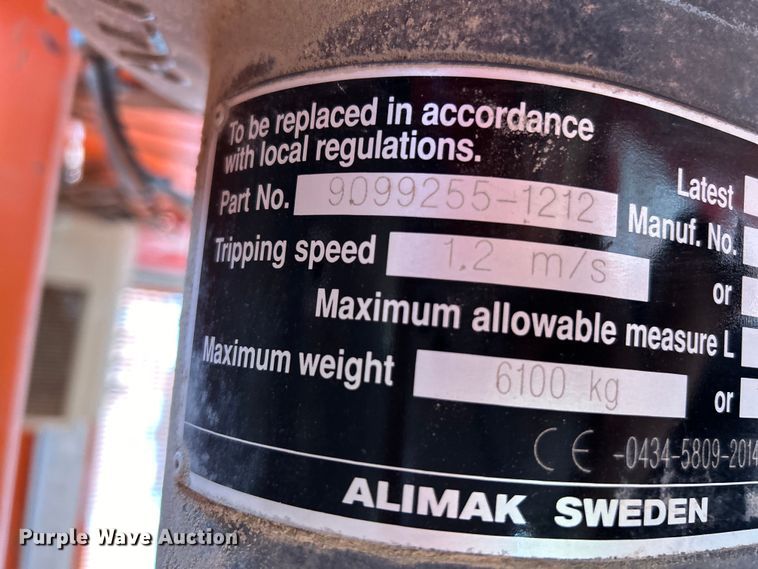 To be replaced in accordance
with local regulations.
Latest
Part No. 9099255-1212
Manuf. No.
Tripping speed 1.2 m/s
or
Maximum allowable measure L
Maximum weight 6100 kg
or
CE -0434-5809-2014
ALIMAK SWEDEN
Purple Wave Auction